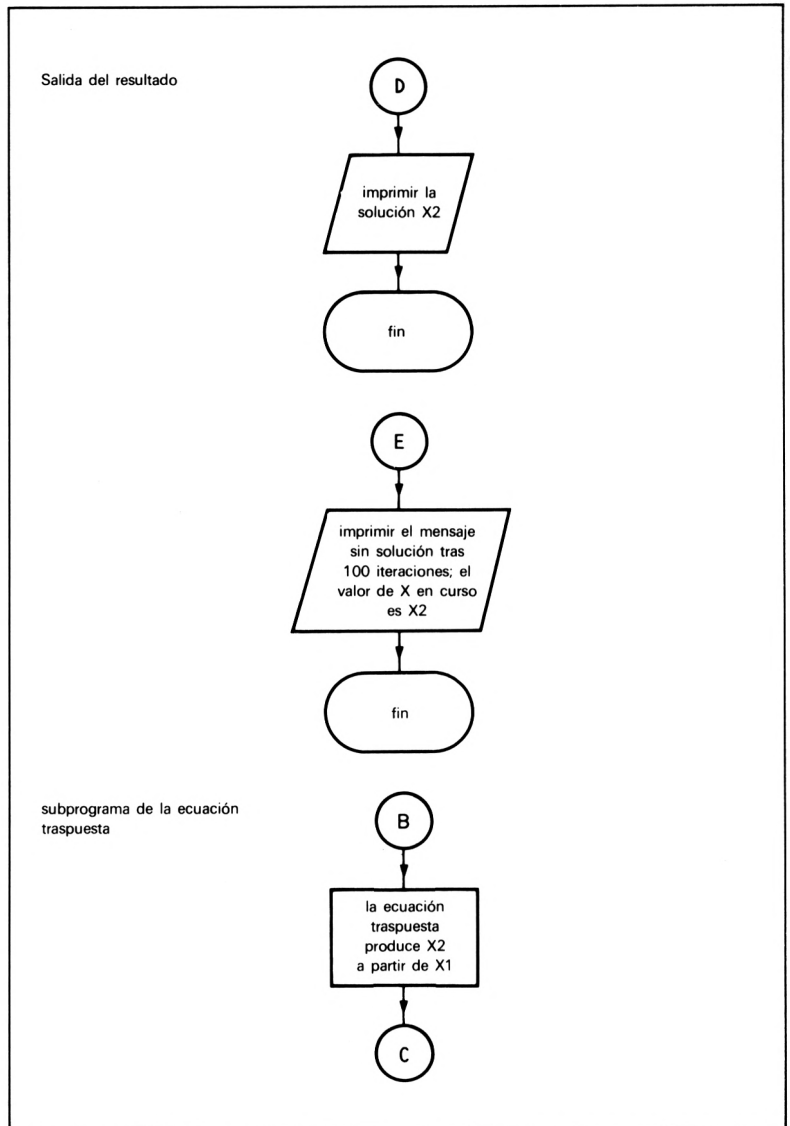 Salida del resultado
D
imprimir la
solución X2
fin
E
imprimir el mensaje
sin solución tras
100 iteraciones; el
valor de X en curso
es X2
fin
subprograma de la ecuación
traspuesta
B
la ecuación
traspuesta
produce X2
a partir de X1
C